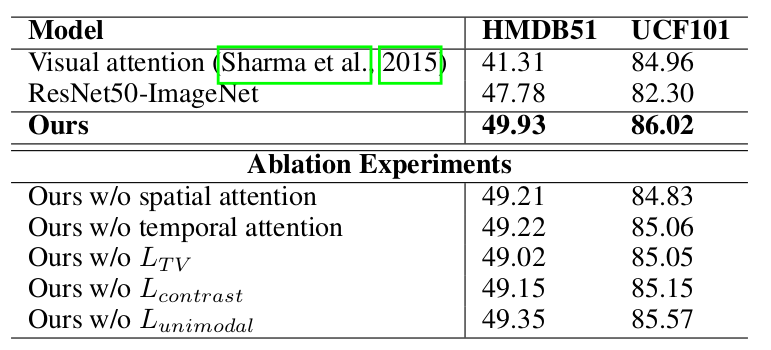 Model HMDB51 UCF101
Visual attention (Sharma et al., 2015) 41.31 84.96
ResNet50-ImageNet 47.78 82.30
Ours 49.93 86.02
Ablation Experiments
Ours w/o spatial attention 49.21 84.83
Ours w/o temporal attention 49.22 85.06
Ours w/o L_{TV} 49.02 85.05
Ours w/o L_{contrast} 49.15 85.15
Ours w/o L_{unimodal} 49.35 85.57